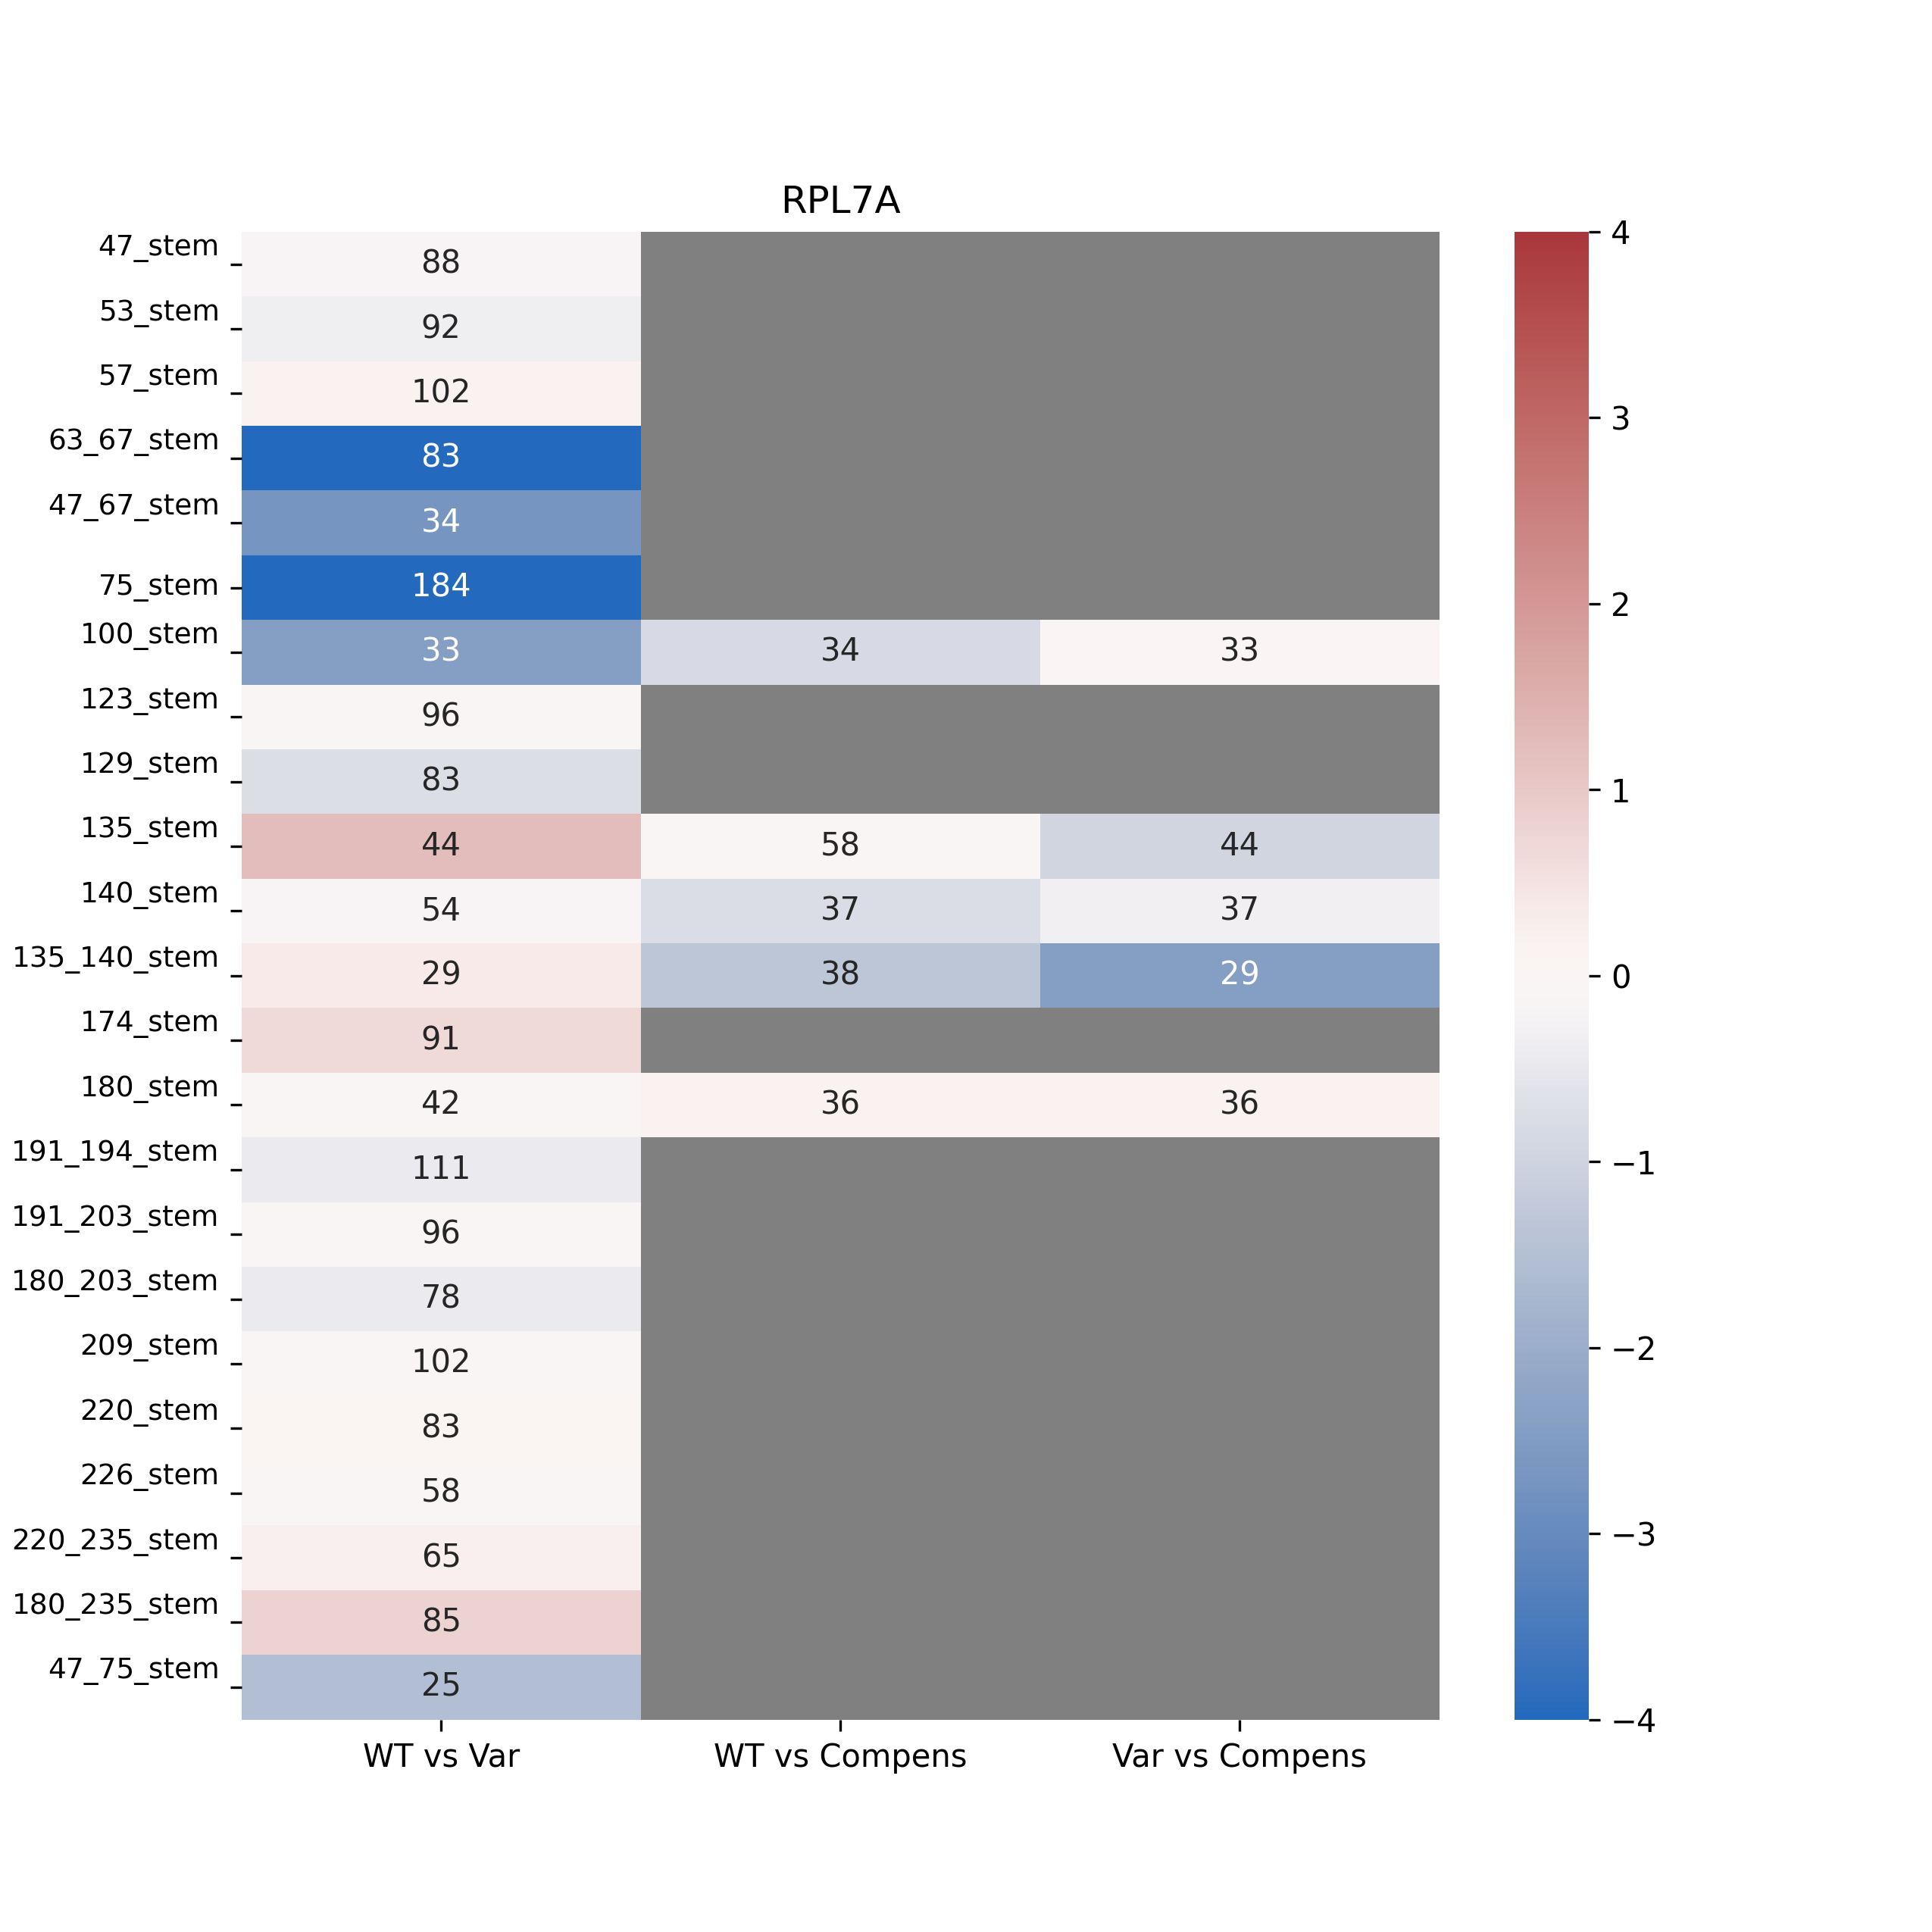 RPL7A
47_stem 88
53_stem 92
57_stem 102
63_67_stem 83
47_67_stem 34
75_stem 184
100_stem 33 34 33
123_stem 96
129_stem 83
135_stem 44 58 44
140_stem 54 37 37
135_140_stem 29 38 29
174_stem 91
180_stem 42 36 36
191_194_stem 111
191_203_stem 96
180_203_stem 78
209_stem 102
220_stem 83
226_stem 58
220_235_stem 65
180_235_stem 85
47_75_stem 25
WT vs Var WT vs Compens Var vs Compens
4
3
2
1
0
−1
−2
−3
−4